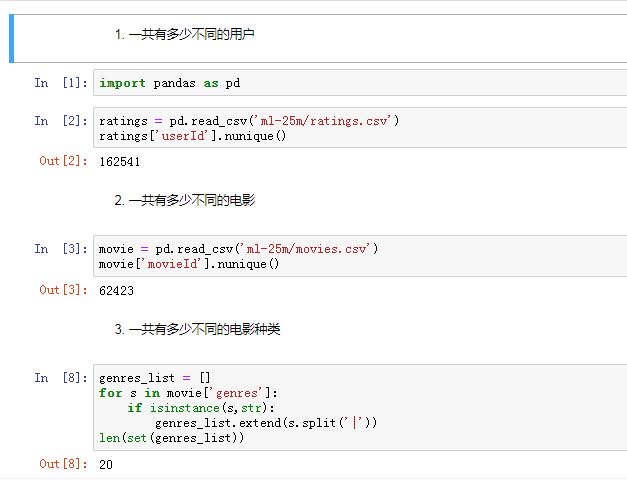 1. 一共有多少不同的用户
In [1]: import pandas as pd
In [2]: ratings = pd.read_csv('ml-25m/ratings.csv')
ratings['userId'].nunique()
Out[2]: 162541
2. 一共有多少不同的电影
In [3]: movie = pd.read_csv('ml-25m/movies.csv')
movie['movieId'].nunique()
Out[3]: 62423
3. 一共有多少不同的电影种类
In [8]: genres_list = []
for s in movie['genres']:
    if isinstance(s,str):
        genres_list.extend(s.split('|'))
len(set(genres_list))
Out[8]: 20